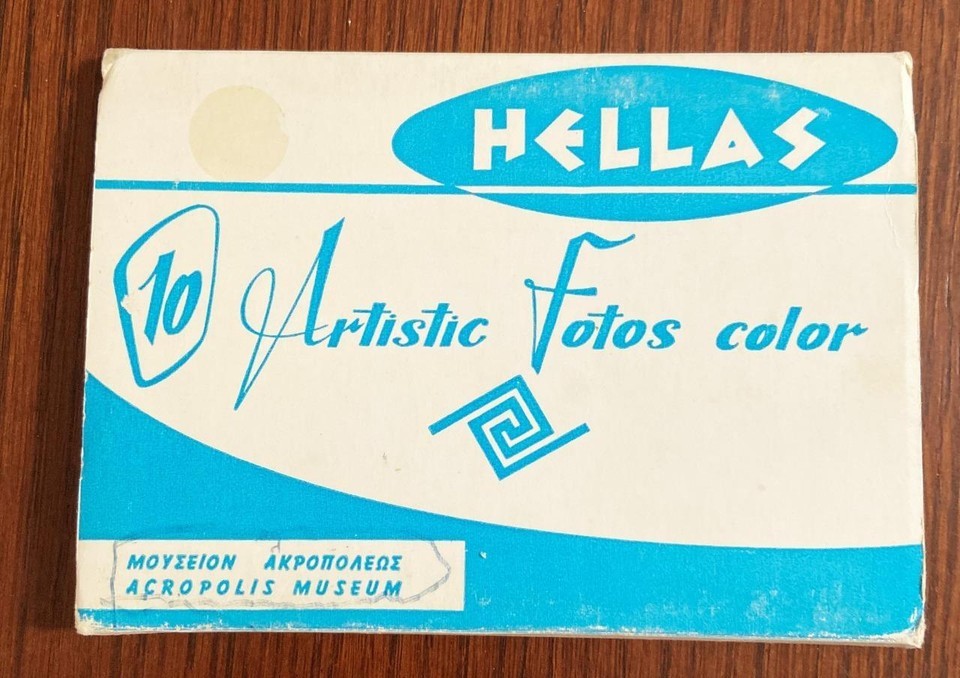 HELLAS
10 Artistic Fotos color
ΜΟΥΣΕΙΟΝ ΑΚΡΟΠΟΛΕΩΣ
ACROPOLIS MUSEUM